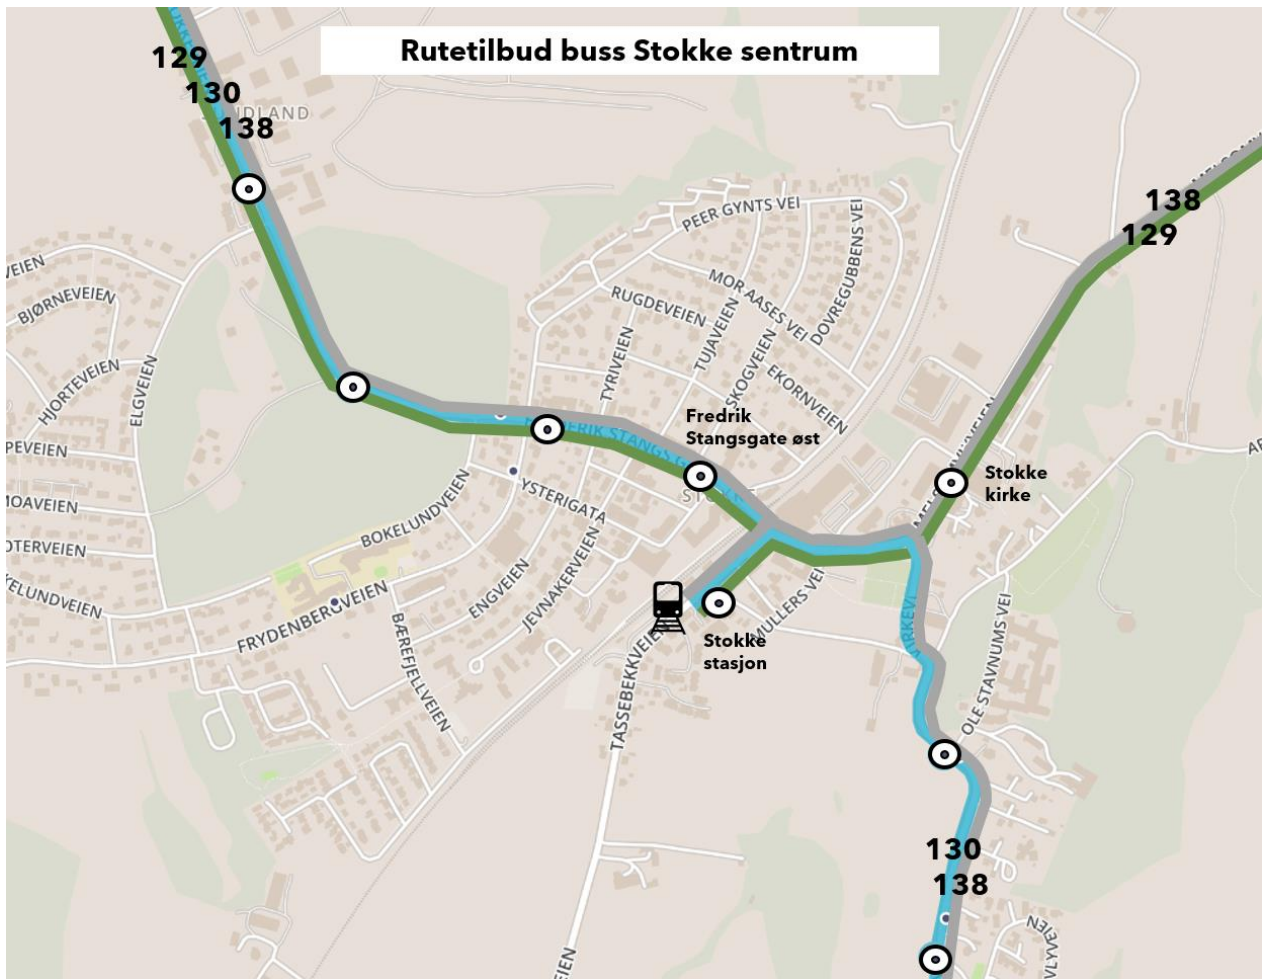 Rutetilbud buss Stokke sentrum
129
130
138
138
129
PEER GYNTS VEI
DOVREGUBBENS VEI
MOR AASES VEI
RUGDEVEIEN
TUJAVEIEN
SKOGVEIEN
EKORNVEIEN
TYRIVEIEN
BJØRNEVEIEN
HJORTEVEIEN
ELGVEIEN
Fredrik
Stangsgate øst
Stokke
kirke
YSTERIGATA
BOKELUNDVEIEN
ENGVEIEN
JEVNAKERVEIEN
FRYDENBERGVEIEN
BÆREFJELLVEIEN
MULLERS VEI
Stokke
stasjon
TASSEBEKKVEIEN
OLE STAVNUMS VEI
130
138